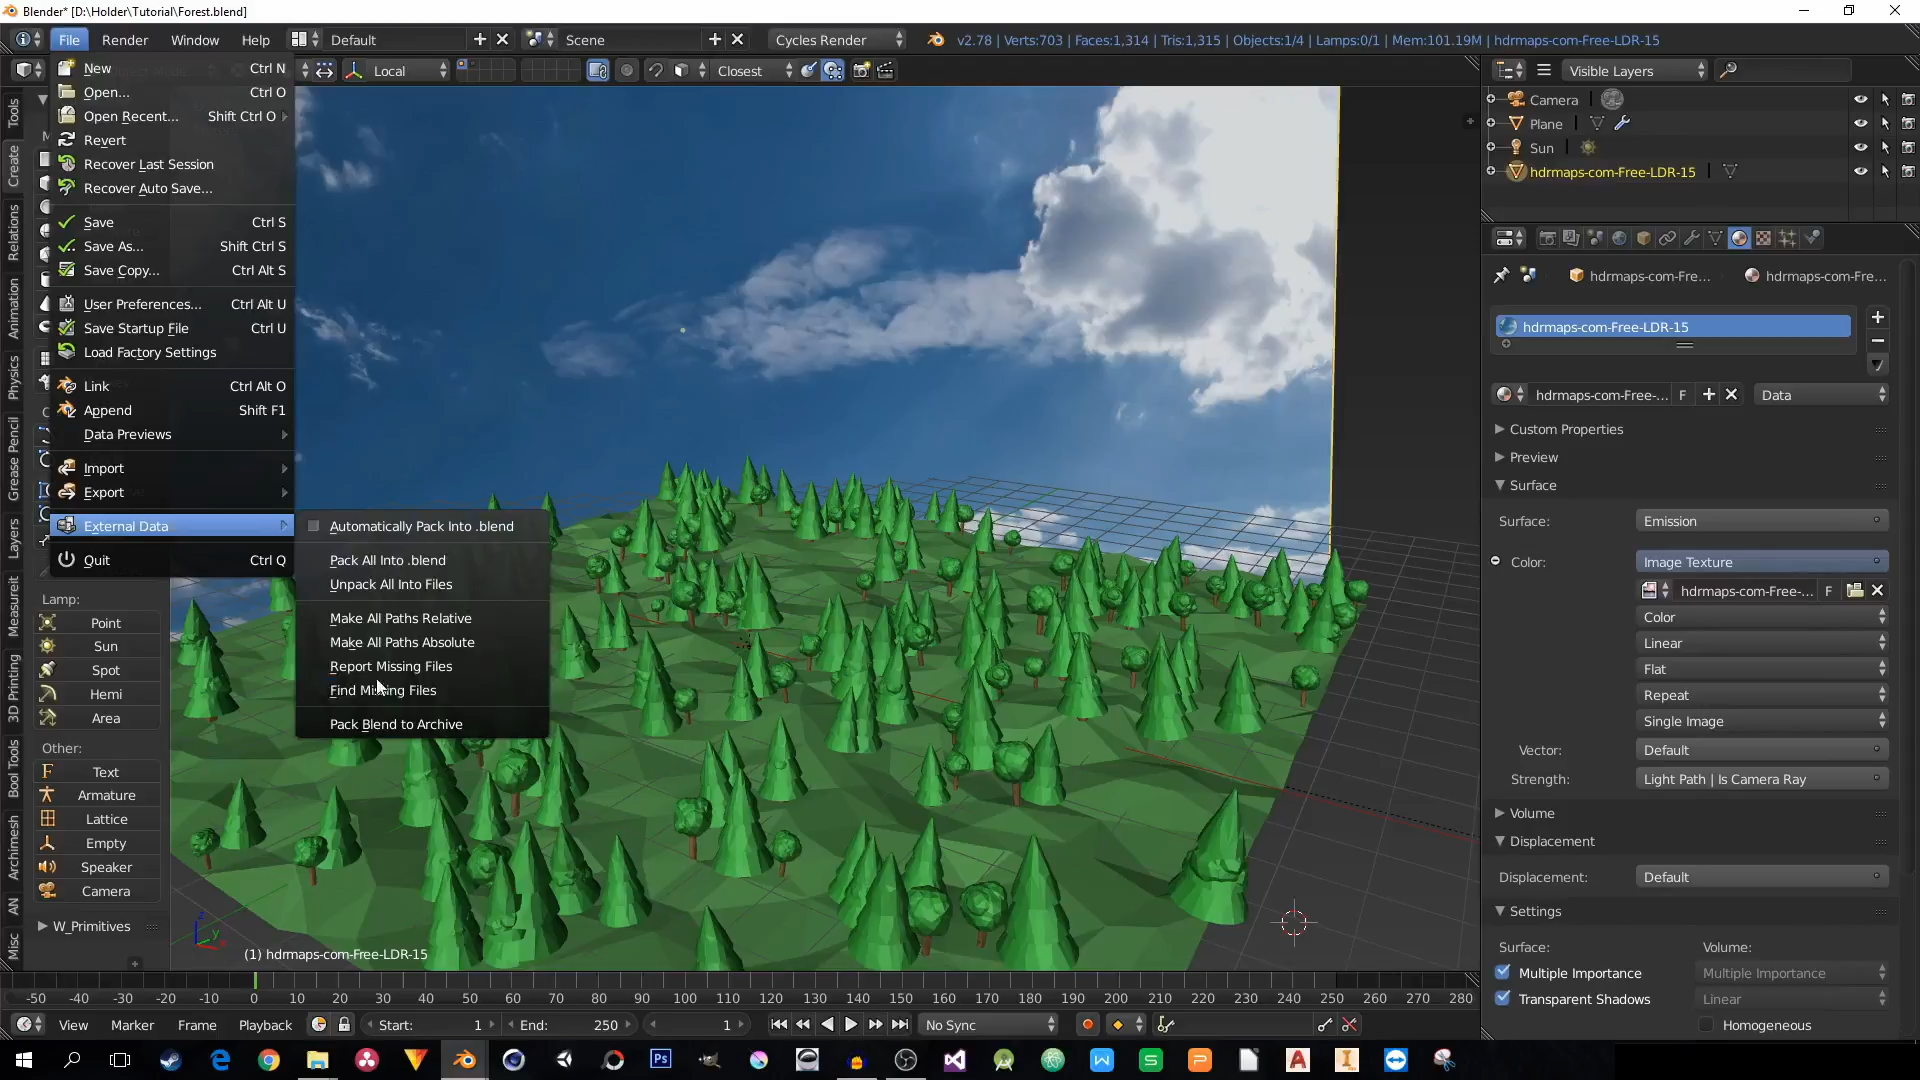 Blender* [D:\Holder\Tutorial\Forest.blend]
File Render Window Help Default Scene Cycles Render v2.78 | Verts:703 | Faces:1,314 | Tris:1,315 | Objects:1/4 | Lamps:0/1 | Mem:101.19M | hdrmaps-com-Free-LDR-15
Local Closest Visible Layers
New Ctrl N
Open... Ctrl O
Open Recent... Shift Ctrl O
Revert
Recover Last Session
Recover Auto Save...
Save Ctrl S
Save As... Shift Ctrl S
Save Copy... Ctrl Alt S
User Preferences... Ctrl Alt U
Save Startup File Ctrl U
Load Factory Settings
Link Ctrl Alt O
Append Shift F1
Data Previews
Import
Export
External Data
Quit Ctrl Q
Automatically Pack Into .blend
Pack All Into .blend
Unpack All Into Files
Make All Paths Relative
Make All Paths Absolute
Report Missing Files
Find Missing Files
Pack Blend to Archive
Tools
Create
Relations
Animation
Physics
Grease Pencil
Layers
Measureit
3D Printing
Bool Tools
Archimesh
AN
Misc
Lamp:
Point
Sun
Spot
Hemi
Area
Other:
Text
Armature
Lattice
Empty
Speaker
Camera
W_Primitives
(1) hdrmaps-com-Free-LDR-15
Camera
Plane
Sun
hdrmaps-com-Free-LDR-15
hdrmaps-com-Fre... hdrmaps-com-Fre...
hdrmaps-com-Free-LDR-15
hdrmaps-com-Free-... F Data
Custom Properties
Preview
Surface
Surface: Emission
Color: Image Texture
hdrmaps-com-Free-... F
Color
Linear
Flat
Repeat
Single Image
Vector: Default
Strength: Light Path | Is Camera Ray
Volume
Displacement
Displacement: Default
Settings
Surface: Volume:
Multiple Importance Multiple Importance
Transparent Shadows Linear
Homogeneous
-50 -40 -30 -20 -10 0 10 20 30 40 50 60 70 80 90 100 110 120 130 140 150 160 170 180 190 200 210 220 230 240 250 260 270 280
View Marker Frame Playback Start: 1 End: 250 1 No Sync